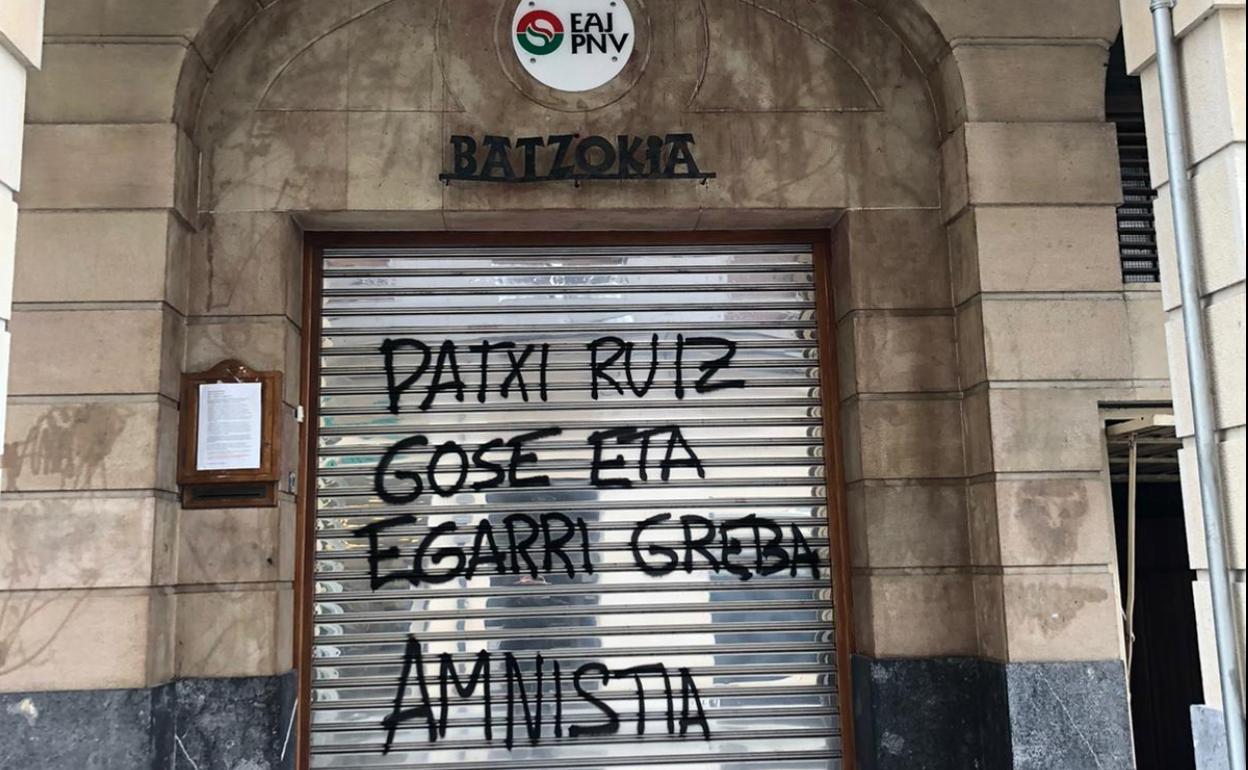 EAJ
PNV
BATZOKiA
PATXI RUIZ
GOSE ETA
EGARRI GREBA
AMNISTIA